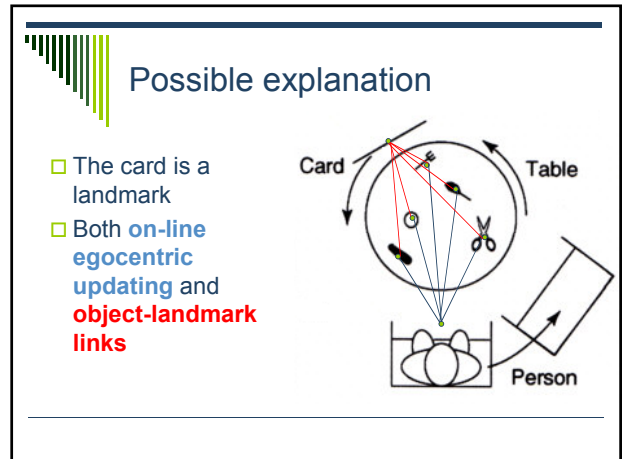 Possible explanation
□ The card is a
landmark
□ Both on-line
egocentric
updating and
object-landmark
links
Card
Table
Person